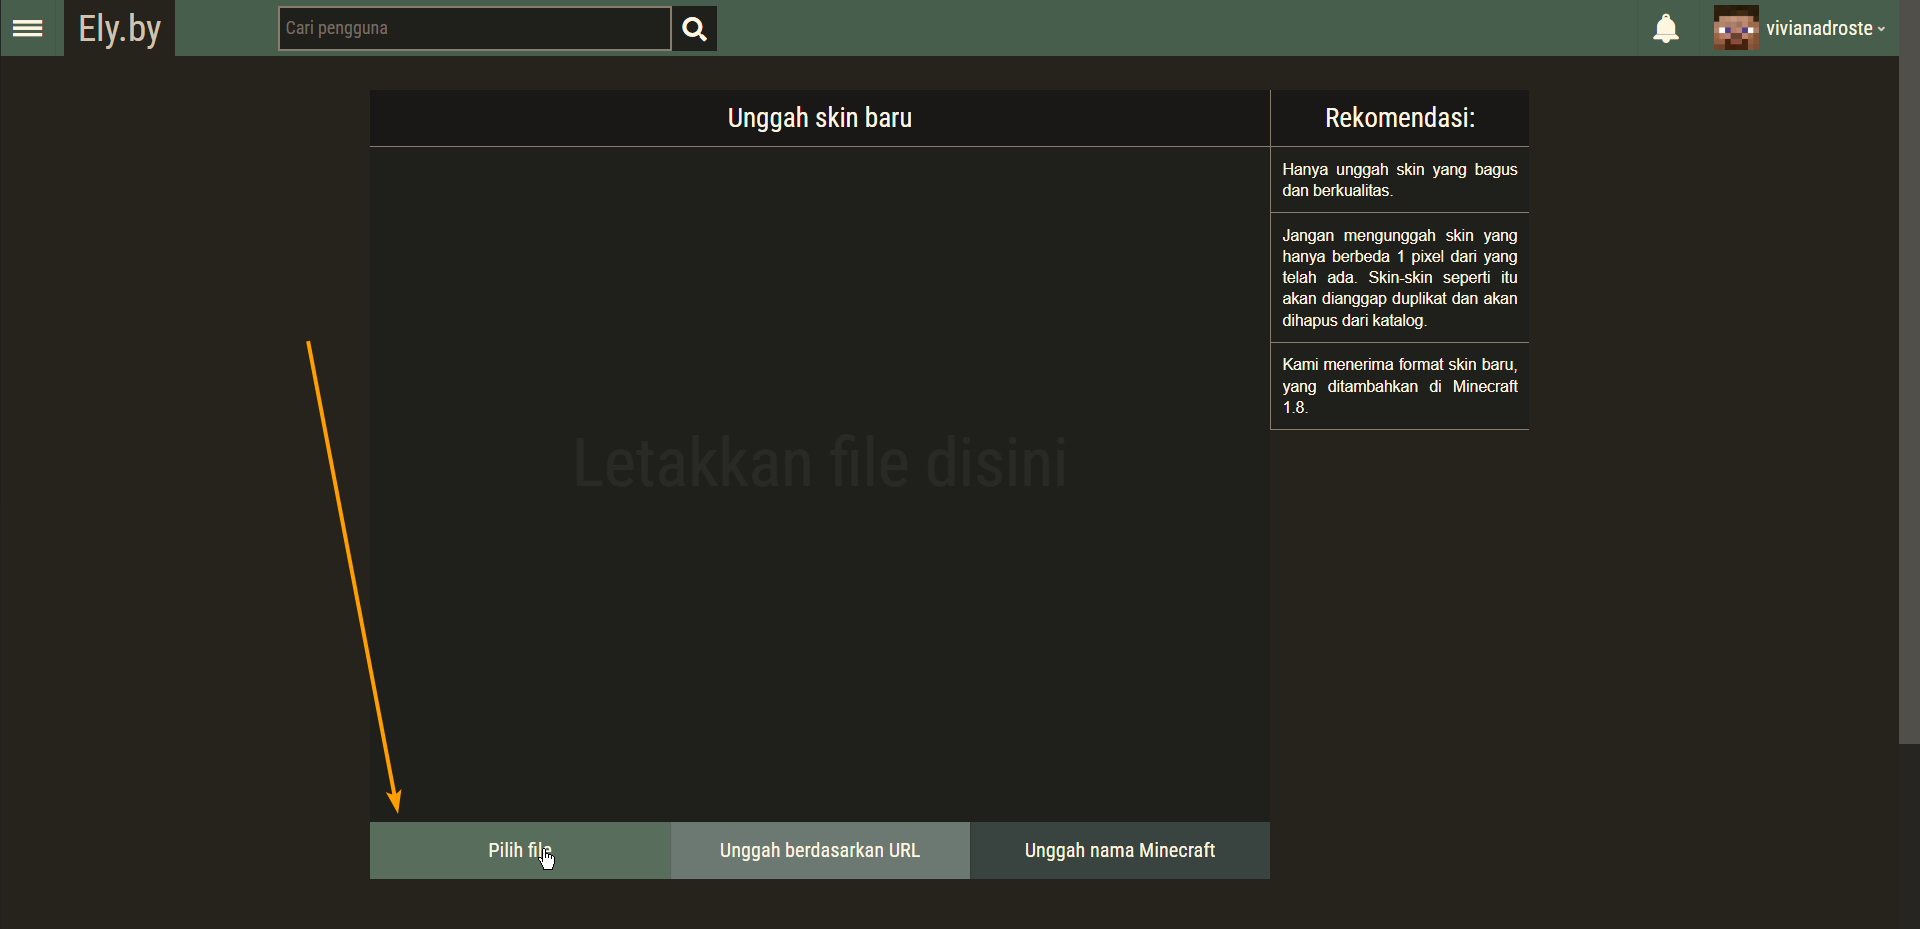 Ely.by
Cari pengguna
vivianadroste
Unggah skin baru
Rekomendasi:
Hanya unggah skin yang bagus
dan berkualitas.
Jangan mengunggah skin yang
hanya berbeda 1 pixel dari yang
telah ada. Skin-skin seperti itu
akan dianggap duplikat dan akan
dihapus dari katalog.
Kami menerima format skin baru,
yang ditambahkan di Minecraft
1.8.
Letakkan file disini
Pilih file
Unggah berdasarkan URL
Unggah nama Minecraft